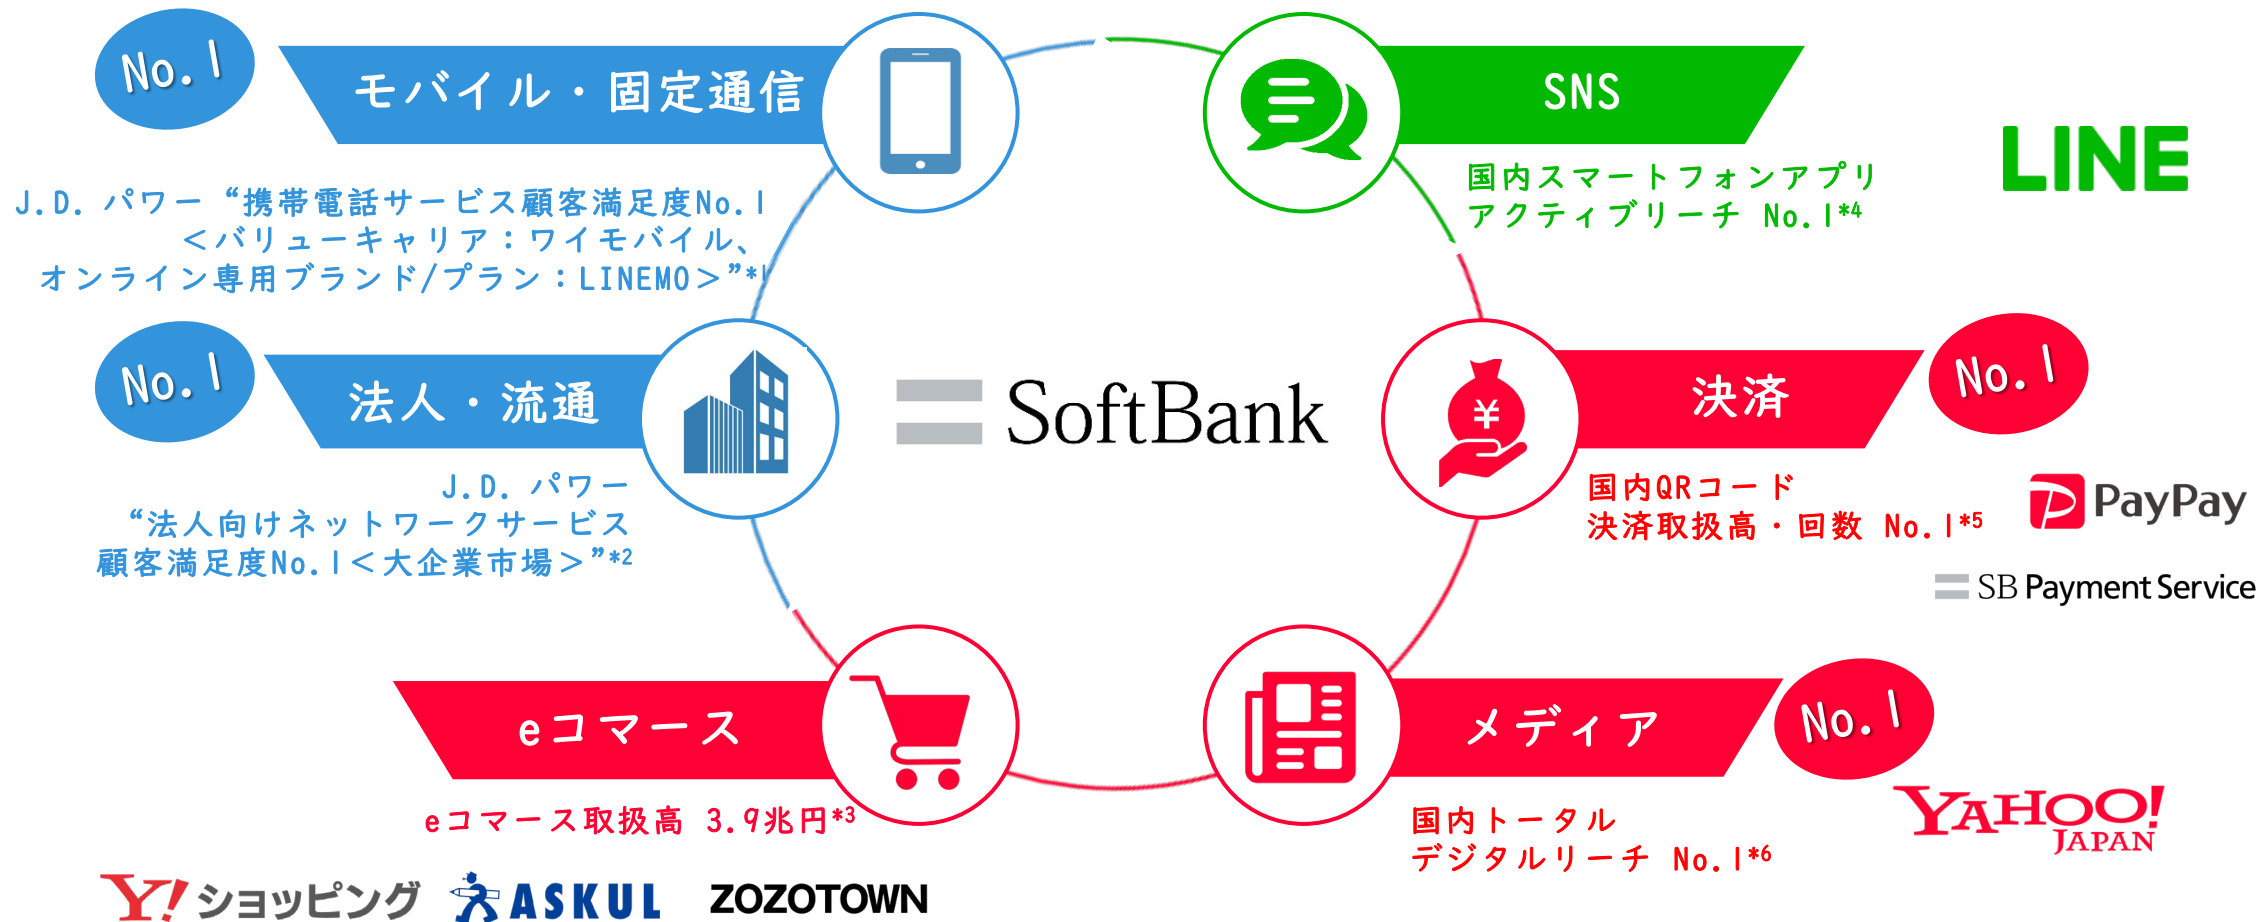 No.1
モバイル・固定通信
J.D. パワー“携帯電話サービス顧客満足度No.1
＜バリューキャリア：ワイモバイル、
オンライン専用ブランド/プラン：LINEMO＞”*1
No.1
法人・流通
J.D. パワー
“法人向けネットワークサービス
顧客満足度No.1＜大企業市場＞”*2
eコマース
eコマース取扱高 3.9兆円*3
Y!ショッピング
ASKUL
ZOZOTOWN
SoftBank
SNS
国内スマートフォンアプリ
アクティブリーチ No.1*4
LINE
¥
決済
No.1
国内QRコード
決済取扱高・回数 No.1*5
PayPay
SB Payment Service
メディア
No.1
国内トータル
デジタルリーチ No.1*6
YAHOO!
JAPAN